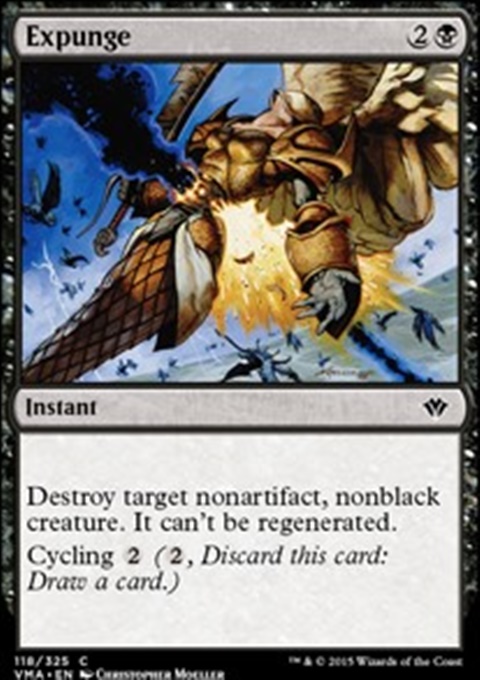 Expunge 2
Instant
Destroy target nonartifact, nonblack
creature. It can't be regenerated.
Cycling 2 (2, Discard this card:
Draw a card.)
118/325 C
VMA • EN Christopher Moeller
™ & © 2015 Wizards of the Coast